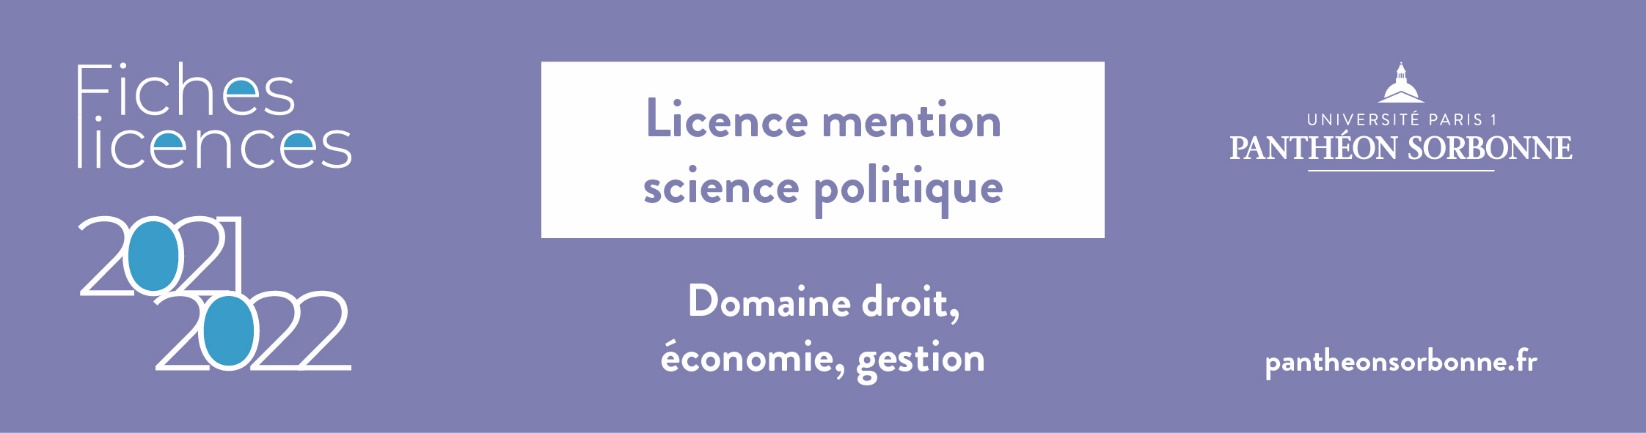 Fiches
licences
2021
2022
Licence mention
science politique
Domaine droit,
économie, gestion
UNIVERSITÉ PARIS 1
PANTHÉON SORBONNE
pantheonsorbonne.fr